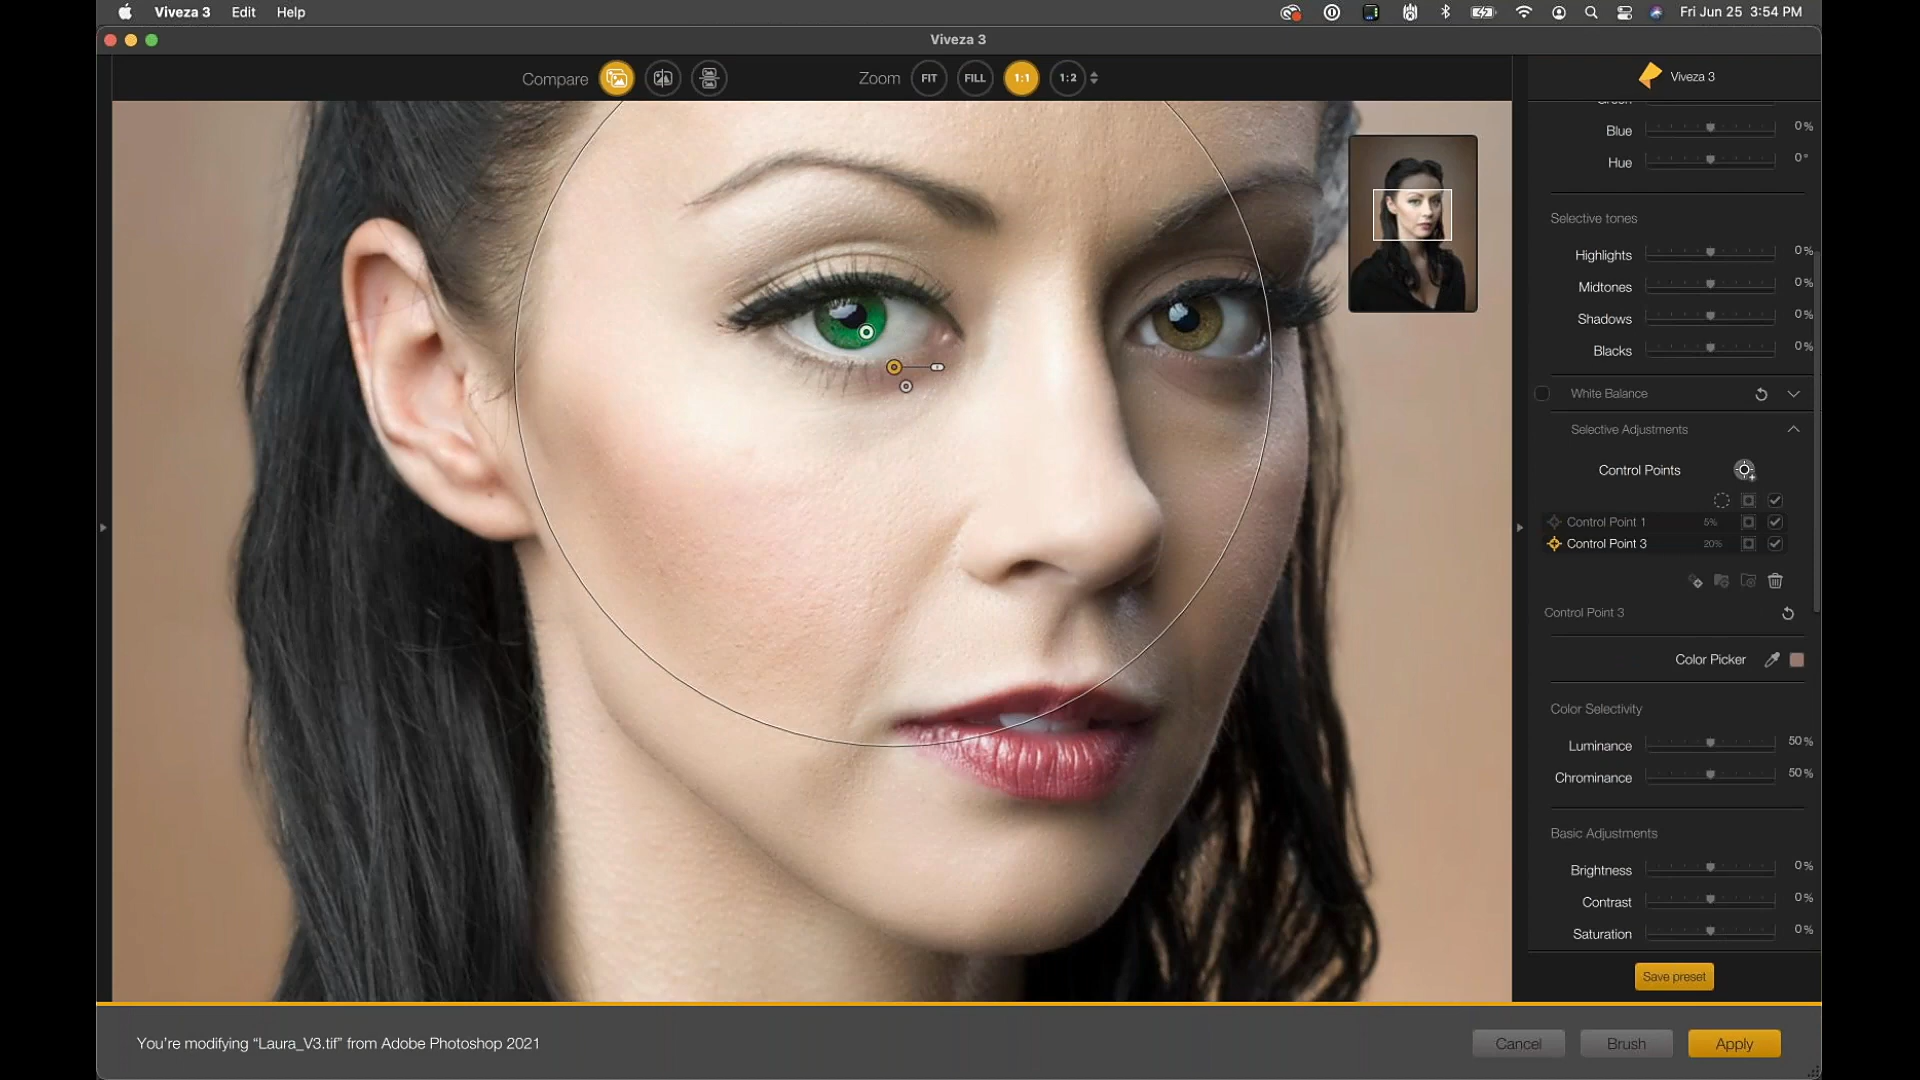 Viveza 3 Edit Help Fri Jun 25 3:54 PM
Viveza 3
Compare Zoom FIT FILL 1:1 1:2
Viveza 3
Green
Blue 0%
Hue 0°
Selective tones
Highlights 0%
Midtones 0%
Shadows 0%
Blacks 0%
White Balance
Selective Adjustments
Control Points
Control Point 1 5%
Control Point 3 20%
Control Point 3
Color Picker
Color Selectivity
Luminance 50%
Chrominance 50%
Basic Adjustments
Brightness 0%
Contrast 0%
Saturation 0%
Save preset
You're modifying “Laura_V3.tif” from Adobe Photoshop 2021
Cancel Brush Apply